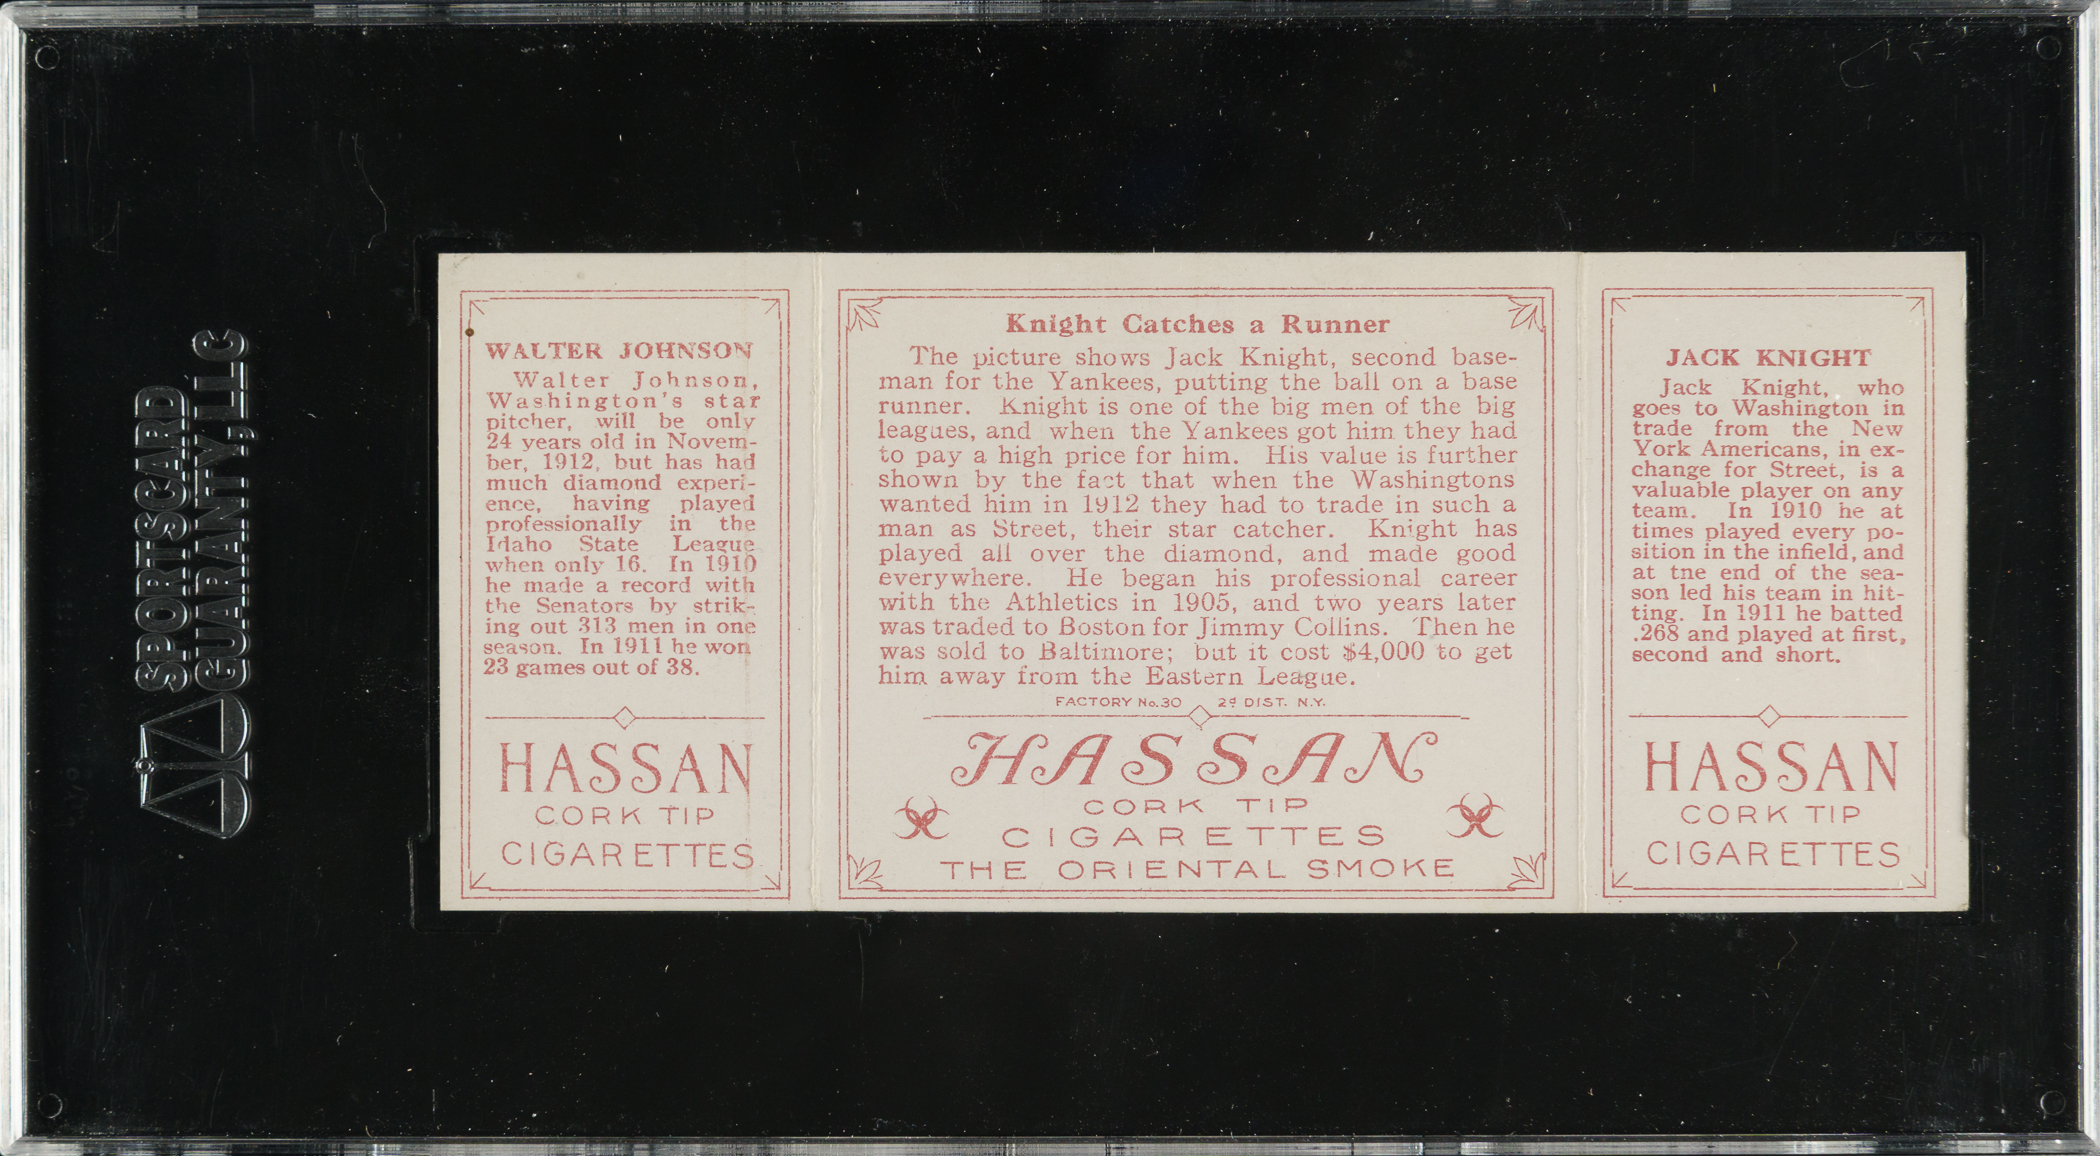 SPORTSCARD
GUARANTY, LLC
WALTER JOHNSON
Walter Johnson,
Washington's star
pitcher, will be only
24 years old in Novem-
ber, 1912, but has had
much diamond experi-
ence, having played
professionally in the
Idaho State League
when only 16. In 1910
he made a record with
the Senators by strik-
ing out 313 men in one
season. In 1911 he won
23 games out of 38.
HASSAN
CORK TIP
CIGARETTES
Knight Catches a Runner
The picture shows Jack Knight, second base-
man for the Yankees, putting the ball on a base
runner. Knight is one of the big men of the big
leagues, and when the Yankees got him they had
to pay a high price for him. His value is further
shown by the fact that when the Washingtons
wanted him in 1912 they had to trade in such a
man as Street, their star catcher. Knight has
played all over the diamond, and made good
everywhere. He began his professional career
with the Athletics in 1905, and two years later
was traded to Boston for Jimmy Collins. Then he
was sold to Baltimore; but it cost $4,000 to get
him away from the Eastern League.
FACTORY No. 30 2d DIST. N.Y.
HASSAN
CORK TIP
CIGARETTES
THE ORIENTAL SMOKE
JACK KNIGHT
Jack Knight, who
goes to Washington in
trade from the New
York Americans, in ex-
change for Street, is a
valuable player on any
team. In 1910 he at
times played every po-
sition in the infield, and
at tne end of the sea-
son led his team in hit-
ting. In 1911 he batted
.268 and played at first,
second and short.
HASSAN
CORK TIP
CIGARETTES